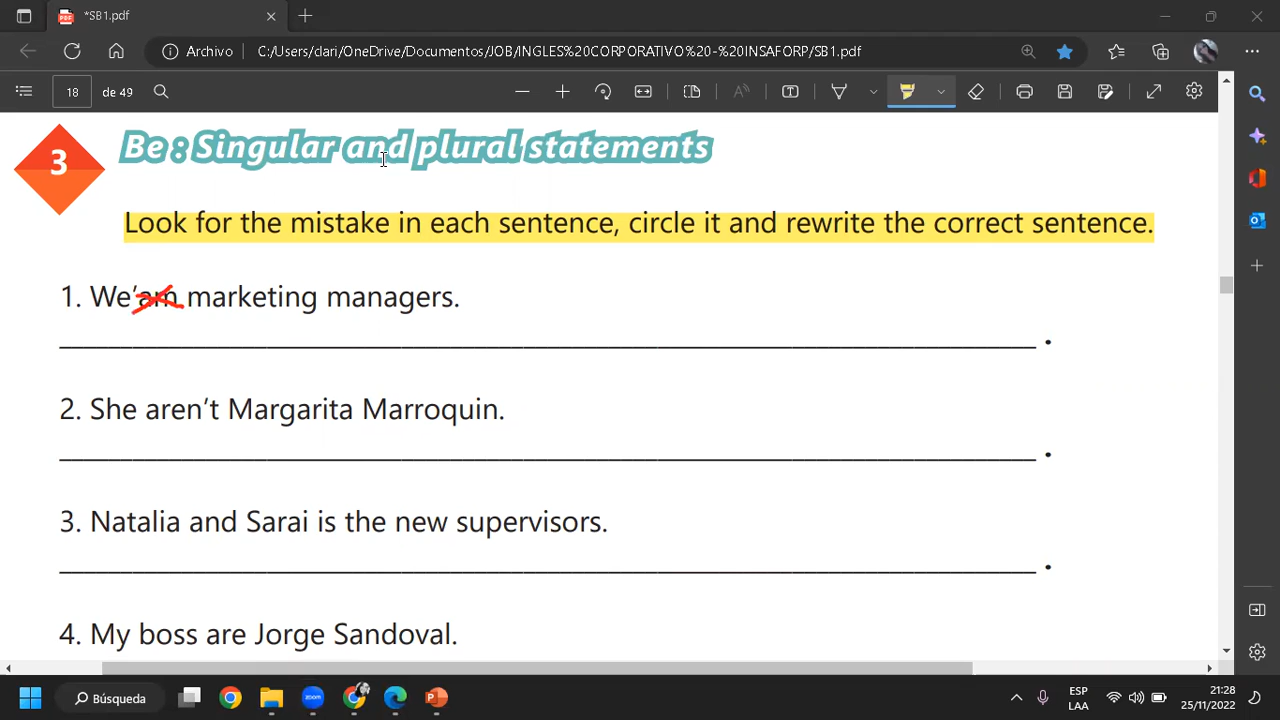 *SB1.pdf
Archivo C:/Users/clari/OneDrive/Documentos/JOB/INGLES%20CORPORATIVO%20-%20INSAFORP/SB1.pdf
18 de 49
3 Be : Singular and plural statements
Look for the mistake in each sentence, circle it and rewrite the correct sentence.
1. We'am marketing managers.
2. She aren't Margarita Marroquin.
3. Natalia and Sarai is the new supervisors.
4. My boss are Jorge Sandoval.
Búsqueda
ESP 21:28
LAA 25/11/2022